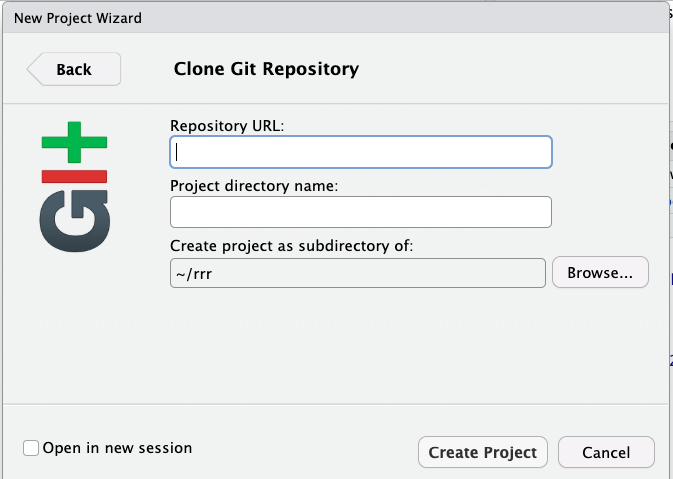 New Project Wizard
Back
Clone Git Repository
GIt
Repository URL:
Project directory name:
Create project as subdirectory of:
~/rrr
Browse...
Open in new session
Create Project
Cancel